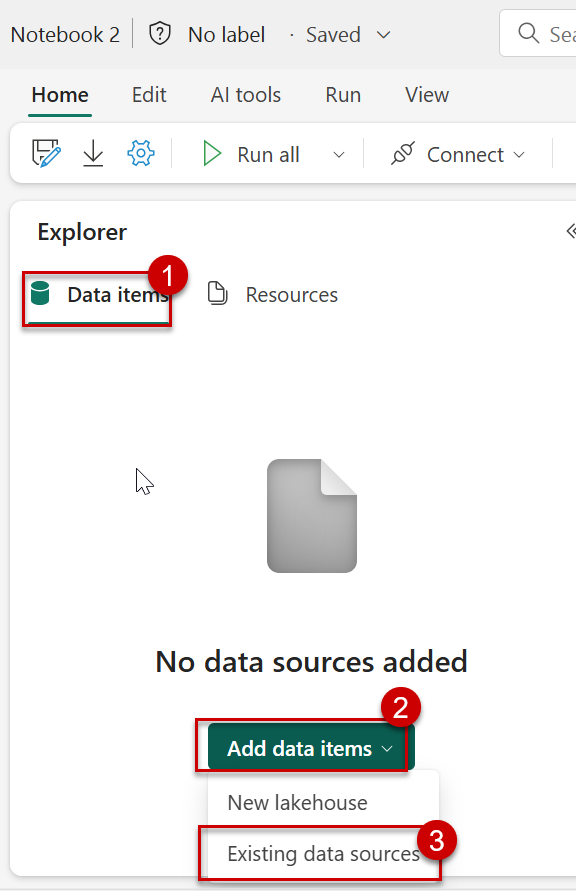 Notebook 2 No label · Saved Sea
Home Edit AI tools Run View
Run all Connect
Explorer
1
Data items Resources
No data sources added
2
Add data items
New lakehouse
3
Existing data sources